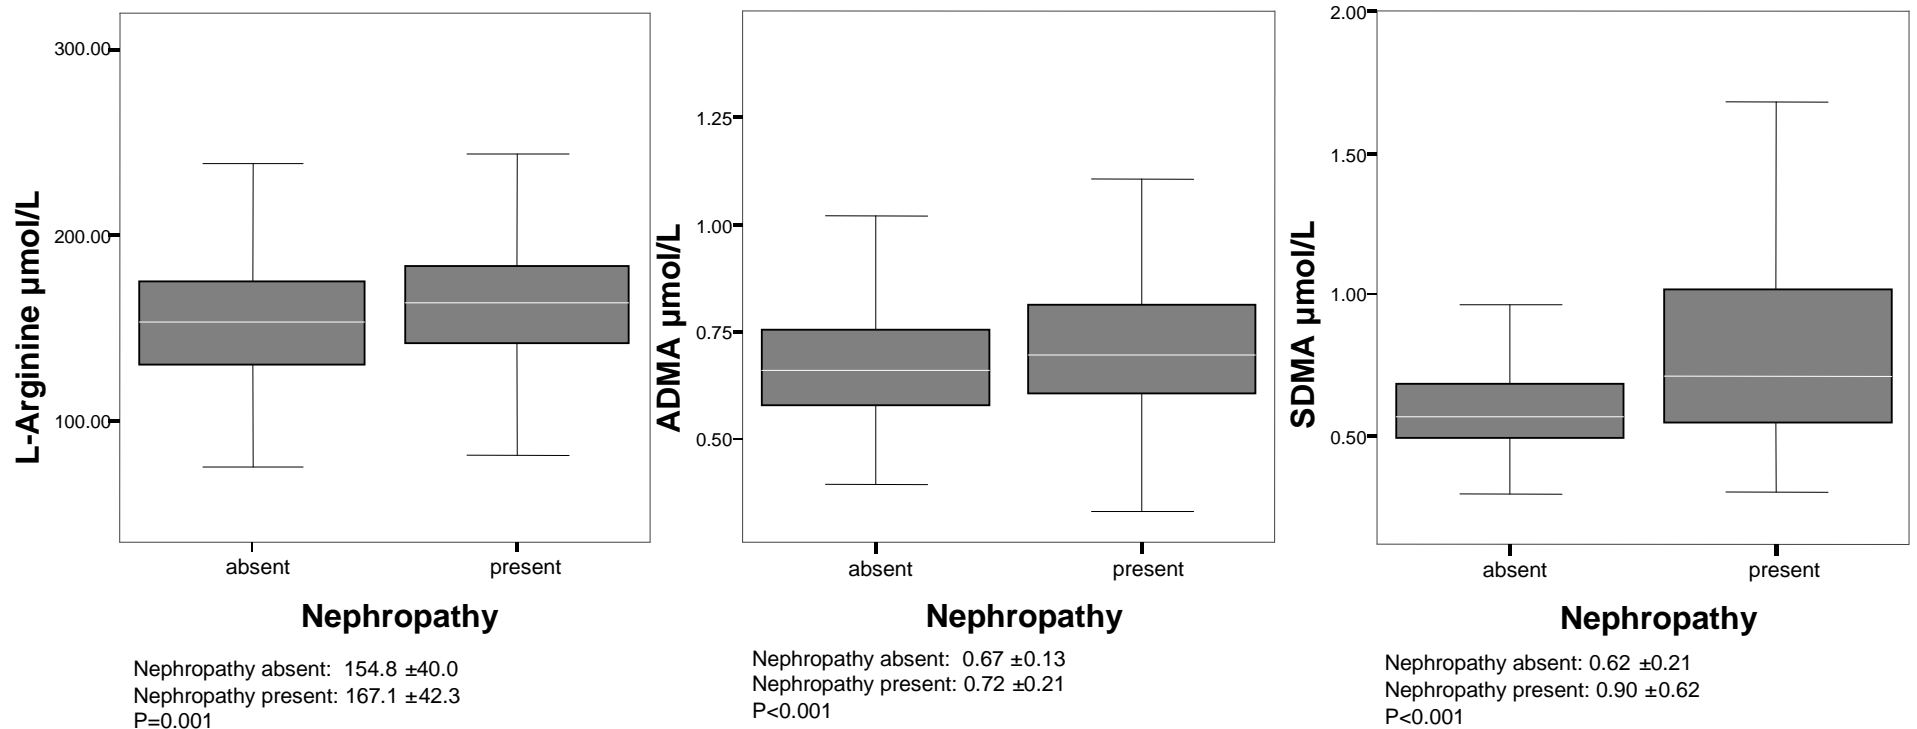 L-Arginine µmol/L
300.00
200.00
100.00
absent
present
Nephropathy
Nephropathy absent: 154.8 ±40.0
Nephropathy present: 167.1 ±42.3
P=0.001
ADMA µmol/L
1.25
1.00
0.75
0.50
absent
present
Nephropathy
Nephropathy absent: 0.67 ±0.13
Nephropathy present: 0.72 ±0.21
P<0.001
SDMA µmol/L
2.00
1.50
1.00
0.50
absent
present
Nephropathy
Nephropathy absent: 0.62 ±0.21
Nephropathy present: 0.90 ±0.62
P<0.001